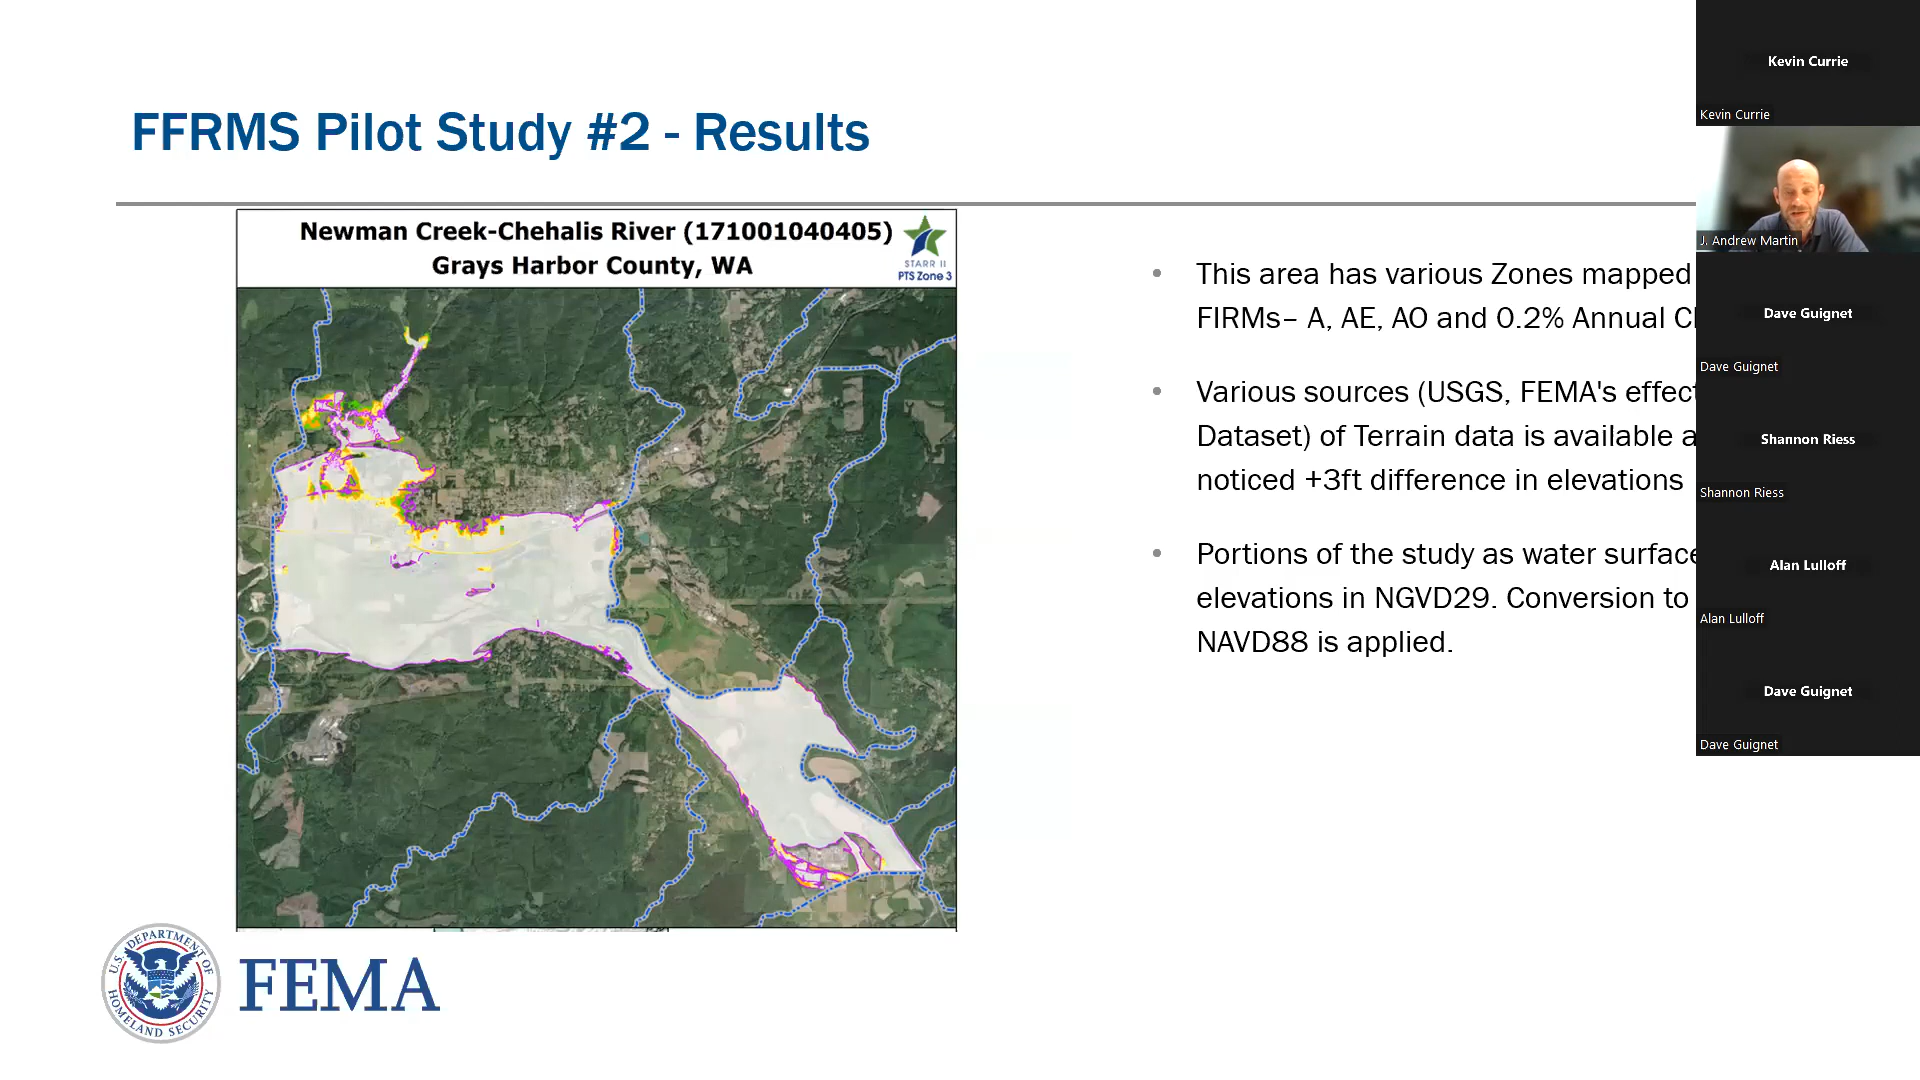 FFRMS Pilot Study #2 - Results
Newman Creek-Chehalis River (171001040405)
Grays Harbor County, WA
STARR II
PTS Zone 3
• This area has various Zones mapped
FIRMs– A, AE, AO and 0.2% Annual
• Various sources (USGS, FEMA's
Dataset) of Terrain data is available
noticed +3ft difference in elevations
• Portions of the study as water surface
elevations in NGVD29. Conversion to
NAVD88 is applied.
U.S. DEPARTMENT OF
HOMELAND SECURITY
FEMA
Kevin Currie
Kevin Currie
J. Andrew Martin
Dave Guignet
Dave Guignet
Shannon Riess
Shannon Riess
Alan Lulloff
Alan Lulloff
Dave Guignet
Dave Guignet